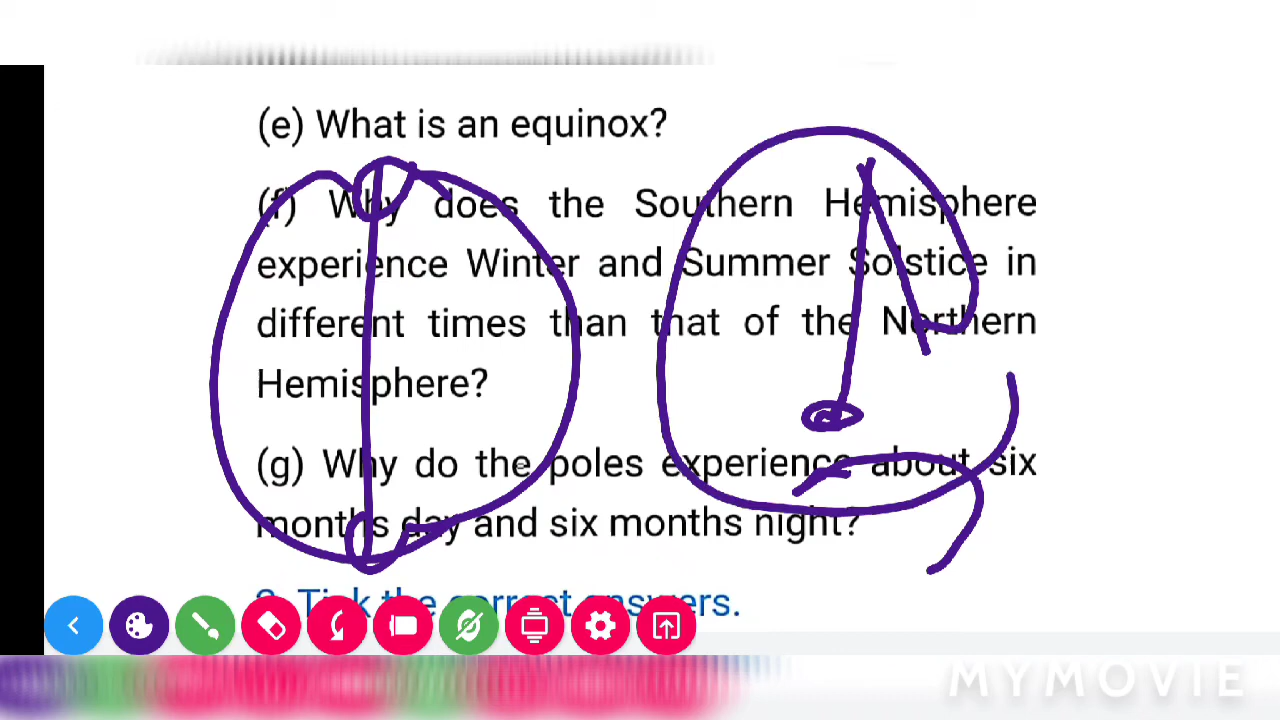 (e) What is an equinox?
(f) Why does the Southern Hemisphere
experience Winter and Summer Solstice in
different times than that of the Northern
Hemisphere?
(g) Why do the poles experience about six
months day and six months night?
Tick the correct answers.
MYMOVIE